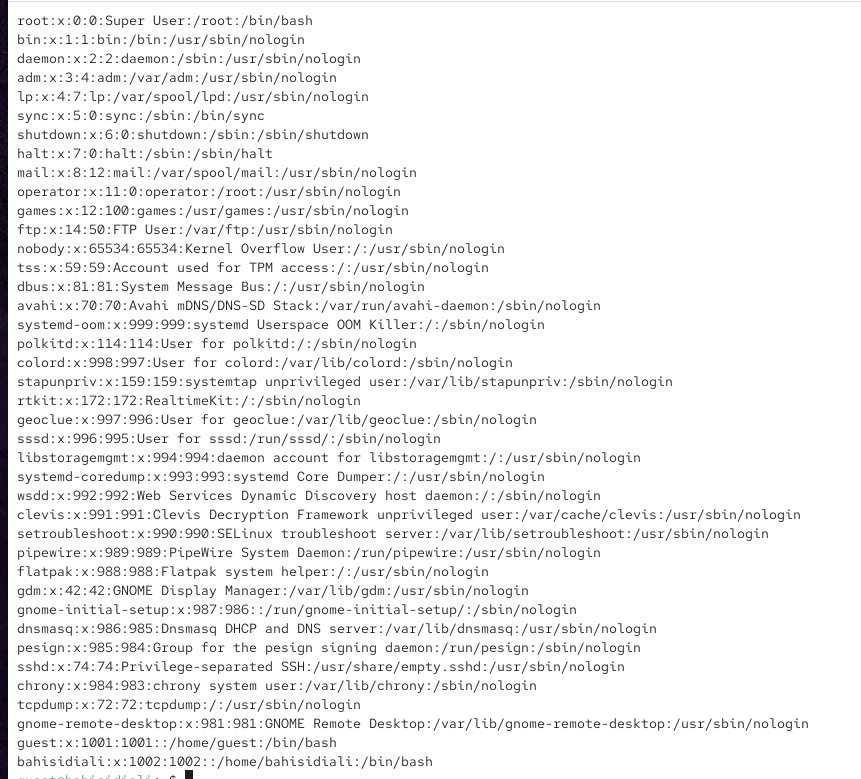 root:x:0:0:Super User:/root:/bin/bash
bin:x:1:1:bin:/bin:/usr/sbin/nologin
daemon:x:2:2:daemon:/sbin:/usr/sbin/nologin
adm:x:3:4:adm:/var/adm:/usr/sbin/nologin
lp:x:4:7:lp:/var/spool/lpd:/usr/sbin/nologin
sync:x:5:0:sync:/sbin:/bin/sync
shutdown:x:6:0:shutdown:/sbin:/sbin/shutdown
halt:x:7:0:halt:/sbin:/sbin/halt
mail:x:8:12:mail:/var/spool/mail:/usr/sbin/nologin
operator:x:11:0:operator:/root:/usr/sbin/nologin
games:x:12:100:games:/usr/games:/usr/sbin/nologin
ftp:x:14:50:FTP User:/var/ftp:/usr/sbin/nologin
nobody:x:65534:65534:Kernel Overflow User:/:/usr/sbin/nologin
tss:x:59:59:Account used for TPM access:/:/usr/sbin/nologin
dbus:x:81:81:System Message Bus:/:/usr/sbin/nologin
avahi:x:70:70:Avahi mDNS/DNS-SD Stack:/var/run/avahi-daemon:/sbin/nologin
systemd-oom:x:999:999:systemd Userspace OOM Killer:/:/usr/sbin/nologin
polkitd:x:114:114:User for polkitd:/:/sbin/nologin
colord:x:998:997:User for colord:/var/lib/colord:/sbin/nologin
stapunpriv:x:159:159:systemtap unprivileged user:/var/lib/stapunpriv:/sbin/nologin
rtkit:x:172:172:RealtimeKit:/:/sbin/nologin
geoclue:x:997:996:User for geoclue:/var/lib/geoclue:/sbin/nologin
sssd:x:996:995:User for sssd:/run/sssd/:/sbin/nologin
libstoragemgmt:x:994:994:daemon account for libstoragemgmt:/:/usr/sbin/nologin
systemd-coredump:x:993:993:systemd Core Dumper:/:/usr/sbin/nologin
wsdd:x:992:992:Web Services Dynamic Discovery host daemon:/:/sbin/nologin
clevis:x:991:991:Clevis Decryption Framework unprivileged user:/var/cache/clevis:/usr/sbin/nologin
setroubleshoot:x:990:990:SELinux troubleshoot server:/var/lib/setroubleshoot:/usr/sbin/nologin
pipewire:x:989:989:PipeWire System Daemon:/run/pipewire:/usr/sbin/nologin
flatpak:x:988:988:Flatpak system helper:/:/usr/sbin/nologin
gdm:x:42:42:GNOME Display Manager:/var/lib/gdm:/usr/sbin/nologin
gnome-initial-setup:x:987:986::/run/gnome-initial-setup/:/sbin/nologin
dnsmasq:x:986:985:Dnsmasq DHCP and DNS server:/var/lib/dnsmasq:/usr/sbin/nologin
pesign:x:985:984:Group for the pesign signing daemon:/run/pesign:/sbin/nologin
sshd:x:74:74:Privilege-separated SSH:/usr/share/empty.sshd:/usr/sbin/nologin
chrony:x:984:983:chrony system user:/var/lib/chrony:/sbin/nologin
tcpdump:x:72:72:tcpdump:/:/usr/sbin/nologin
gnome-remote-desktop:x:981:981:GNOME Remote Desktop:/var/lib/gnome-remote-desktop:/usr/sbin/nologin
guest:x:1001:1001::/home/guest:/bin/bash
bahisidiali:x:1002:1002::/home/bahisidiali:/bin/bash
guest@bahisidiali:~$